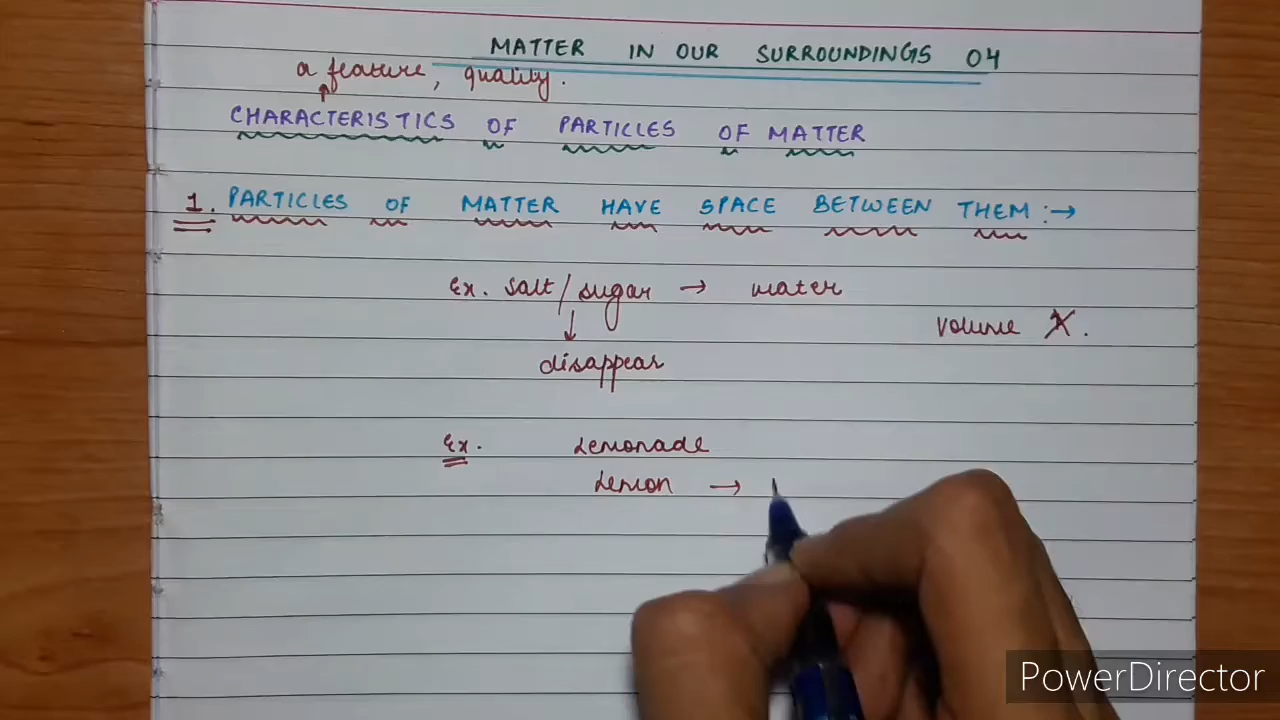 MATTER IN OUR SURROUNDINGS 04
a feature, quality.
CHARACTERISTICS OF PARTICLES OF MATTER
1. PARTICLES OF MATTER HAVE SPACE BETWEEN THEM :→
Ex. salt/sugar → water
volume X.
↓
disappear
Ex. Lemonade
Lemon →
PowerDirector